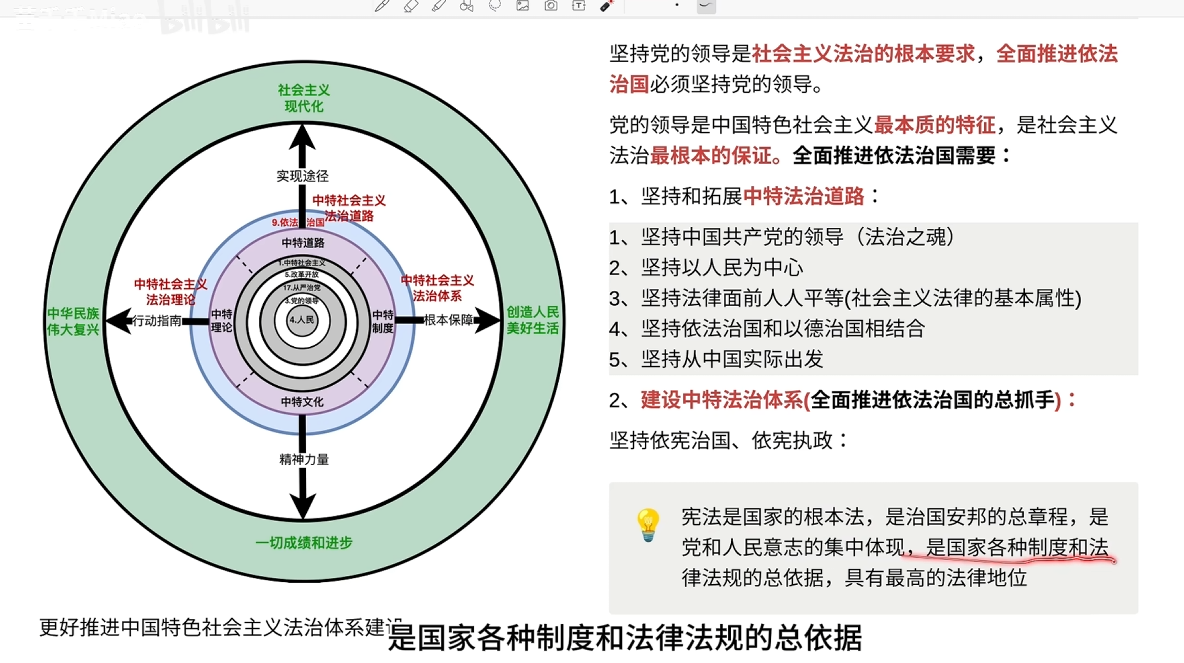 bilibili
社会主义
现代化
实现途径
中特社会主义
法治道路
9.依法治国
中特道路
1.中特社会主义
5.改革开放
17.从严治党
3.党的领导
4.人民
中特社会主义
法治理论
中特社会主义
法治体系
中华民族
伟大复兴
行动指南
中特
理论
中特
制度
根本保障
创造人民
美好生活
中特文化
精神力量
一切成绩和进步
坚持党的领导是社会主义法治的根本要求，全面推进依法
治国必须坚持党的领导。
党的领导是中国特色社会主义最本质的特征，是社会主义
法治最根本的保证。全面推进依法治国需要：
1、坚持和拓展中特法治道路：
1、坚持中国共产党的领导（法治之魂）
2、坚持以人民为中心
3、坚持法律面前人人平等(社会主义法律的基本属性)
4、坚持依法治国和以德治国相结合
5、坚持从中国实际出发
2、建设中特法治体系(全面推进依法治国的总抓手)：
坚持依宪治国、依宪执政：
宪法是国家的根本法，是治国安邦的总章程，是
党和人民意志的集中体现，是国家各种制度和法
律法规的总依据，具有最高的法律地位
更好推进中国特色社会主义法治体系建设
是国家各种制度和法律法规的总依据